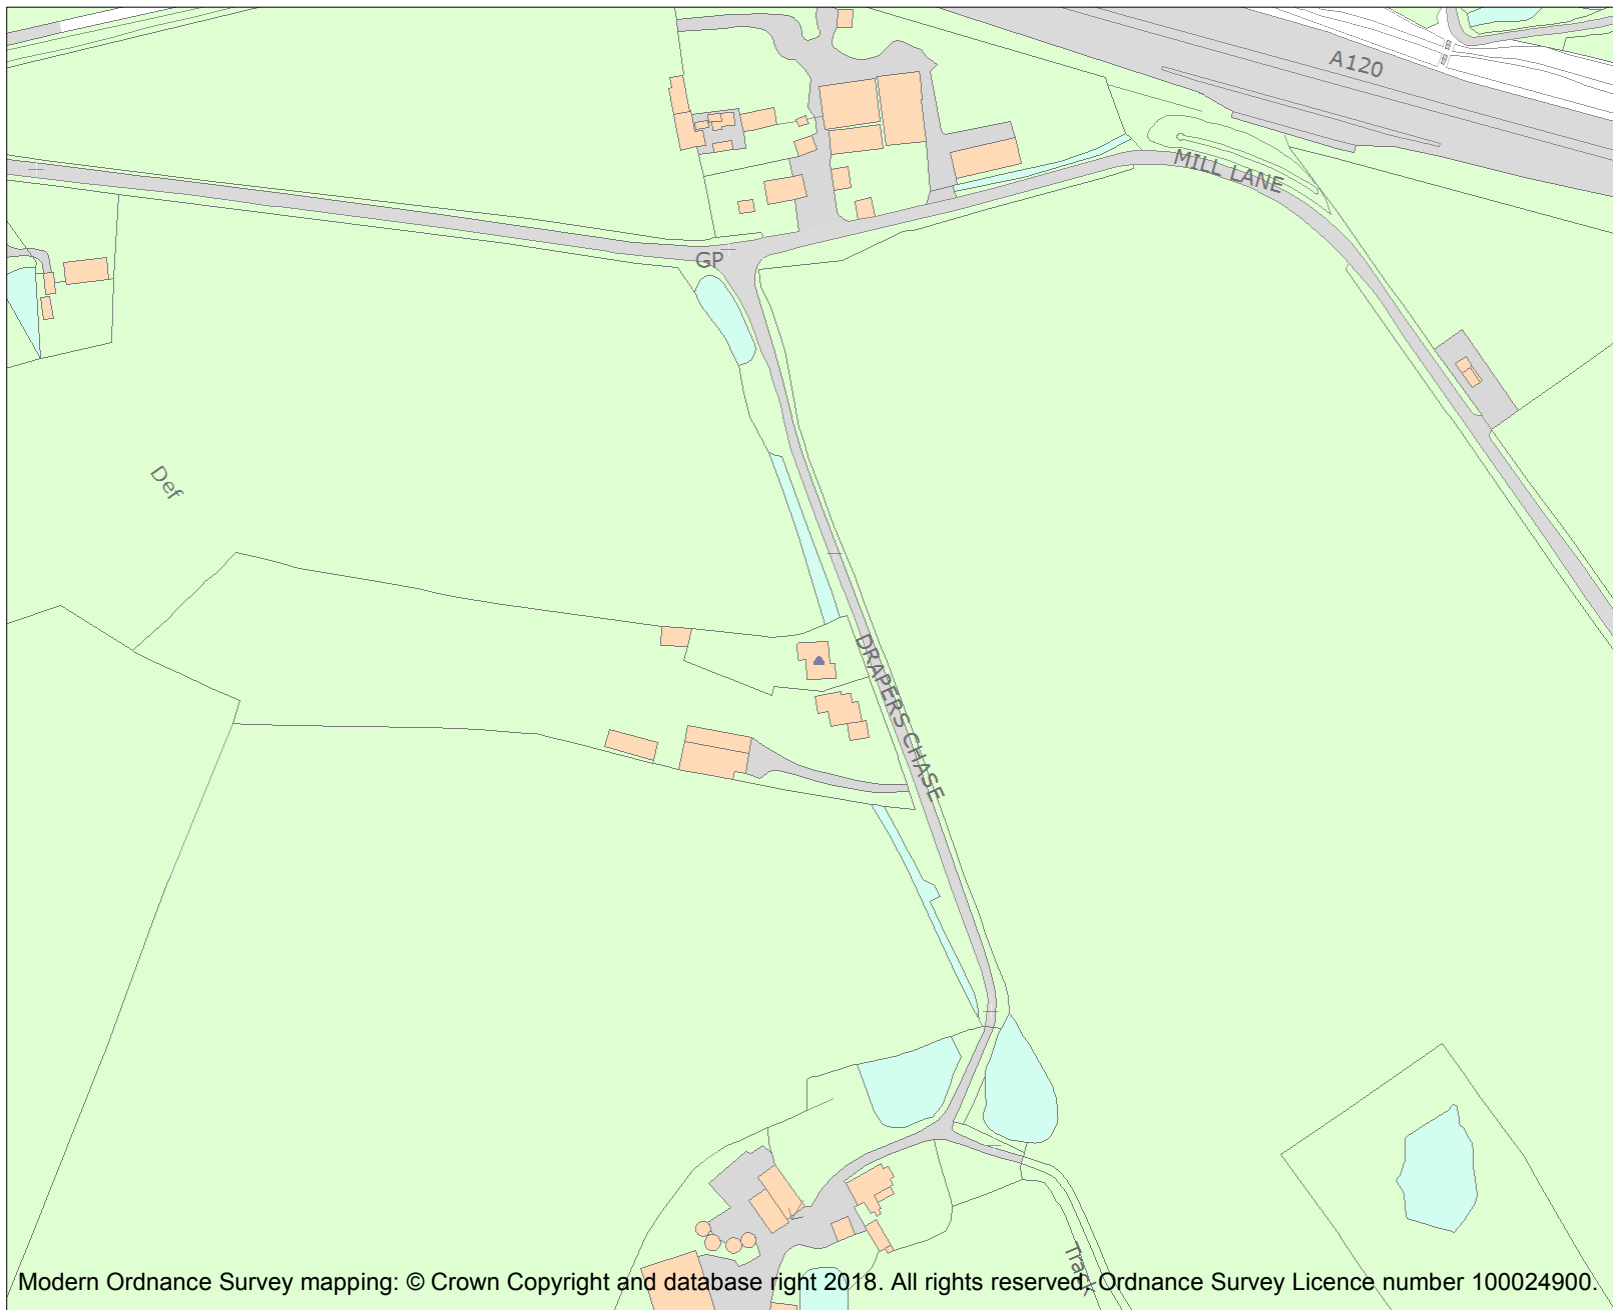 A120
MILL LANE
GP
Def
DRAPERS CHASE
Track
Modern Ordnance Survey mapping: © Crown Copyright and database right 2018. All rights reserved. Ordnance Survey Licence number 100024900.